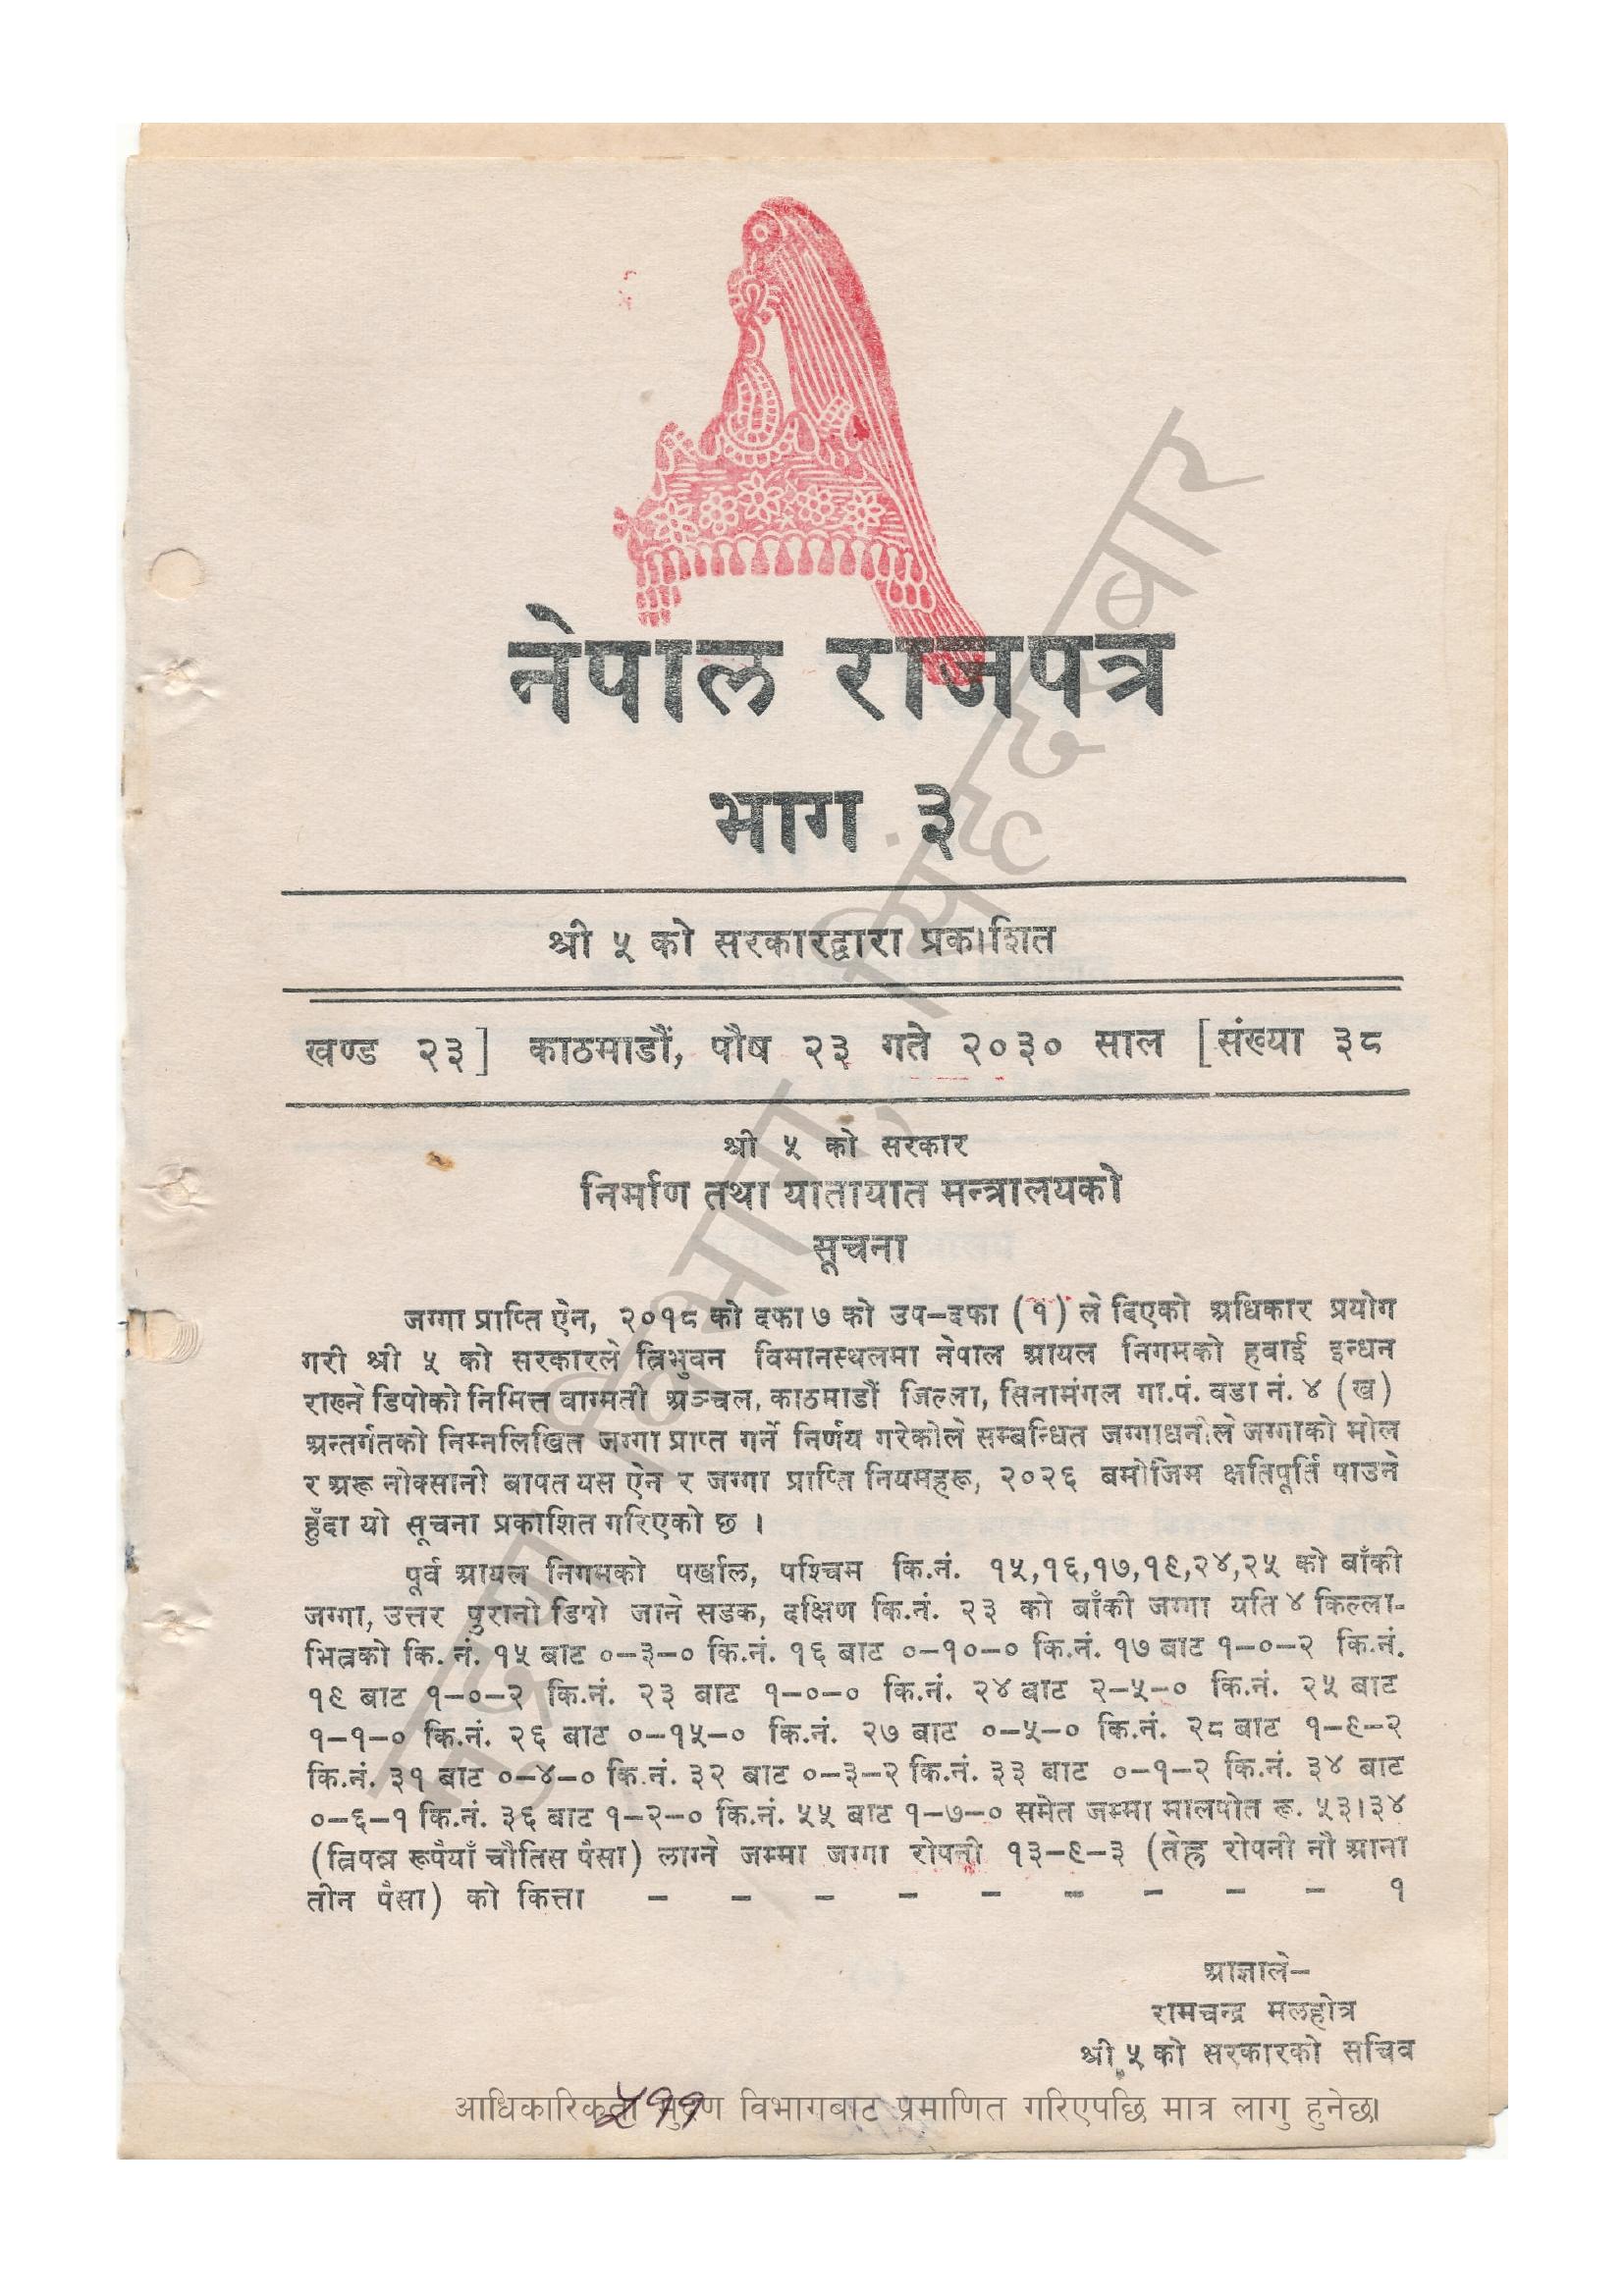 नेपाल राजपत्र
भाग ३
श्री ५ को सरकारद्वारा प्रकाशित
खण्ड २३] काठमाडौं, पौष २३ गते २०३० साल [संख्या ३८
श्री ५ को सरकार
निर्माण तथा यातायात मन्त्रालयको
सूचना
जग्गा प्राप्ति ऐन, २०१८ को दफा ७ को उप–दफा (१) ले दिएको अधिकार प्रयोग
गरी श्री ५ को सरकारले त्रिभुवन विमानस्थलमा नेपाल आयल निगमको हवाई इन्धन
राख्ने डिपोको निमित्त वाग्मती अञ्चल, काठमाडौं जिल्ला, सिनामंगल गा.पं. वडा नं. ४ (ख)
अन्तर्गतको निम्नलिखित जग्गा प्राप्त गर्ने निर्णय गरेकोले सम्बन्धित जग्गाधनीले जग्गाको मोल
र अरू नोक्सानी बापत यस ऐन र जग्गा प्राप्ति नियमहरू, २०२६ बमोजिम क्षतिपूर्ति पाउने
हुँदा यो सूचना प्रकाशित गरिएको छ ।
पूर्व आयल निगमको पर्खाल, पश्चिम कि.नं. १५,१६,१७,१९,२४,२५ को बाँकी
जग्गा, उत्तर पुरानो डिपो जाने सडक, दक्षिण कि.नं. २३ को बाँकी जग्गा यति ४ किल्ला-
भित्रको कि. नं. १५ बाट ०–३–० कि.नं. १६ बाट ०–१०–० कि.नं. १७ बाट १–०–२ कि.नं.
१९ बाट १–०–२ कि.नं. २३ बाट १–०–० कि.नं. २४ बाट २–५–० कि.नं. २५ बाट
१–१–० कि.नं. २६ बाट ०–१५–० कि.नं. २७ बाट ०–५–० कि.नं. २८ बाट १–९–२
कि.नं. ३१ बाट ०–४–० कि.नं. ३२ बाट ०–३–२ कि.नं. ३३ बाट ०–१–२ कि.नं. ३४ बाट
०–६–१ कि.नं. ३६ बाट १–२–० कि.नं. ५५ बाट १–७–० समेत जम्मा मालपोत रू. ५३।३४
(त्रिपन्न रूपैयाँ चौतिस पैसा) लाग्ने जम्मा जग्गा रोपनी १३–९–३ (तेह्र रोपनी नौ आना
तीन पैसा) को कित्ता – – – – – – – – – १
आज्ञाले–
रामचन्द्र मलहोत्र
श्री ५ को सरकारको सचिव
५११
आधिकारिकता मुद्रण विभागबाट प्रमाणित गरिएपछि मात्र लागु हुनेछ।
मुद्रण विभाग, सिंहदरबार